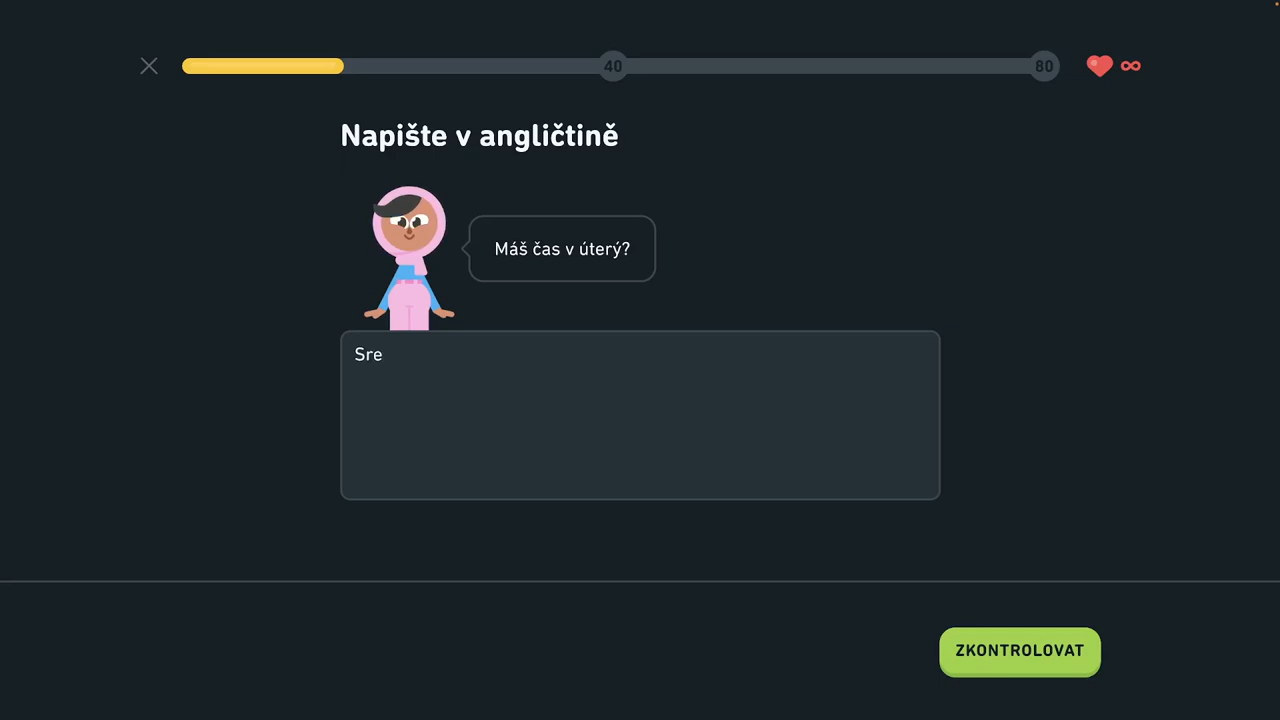 40
80
∞
Napište v angličtině
Máš čas v úterý?
Sre
ZKONTROLOVAT